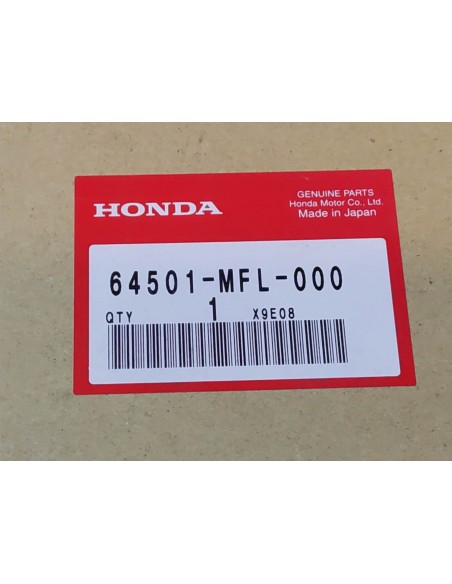 HONDA
GENUINE PARTS
Honda Motor Co., Ltd.
Made in Japan
64501-MFL-000
QTY 1 X9E08